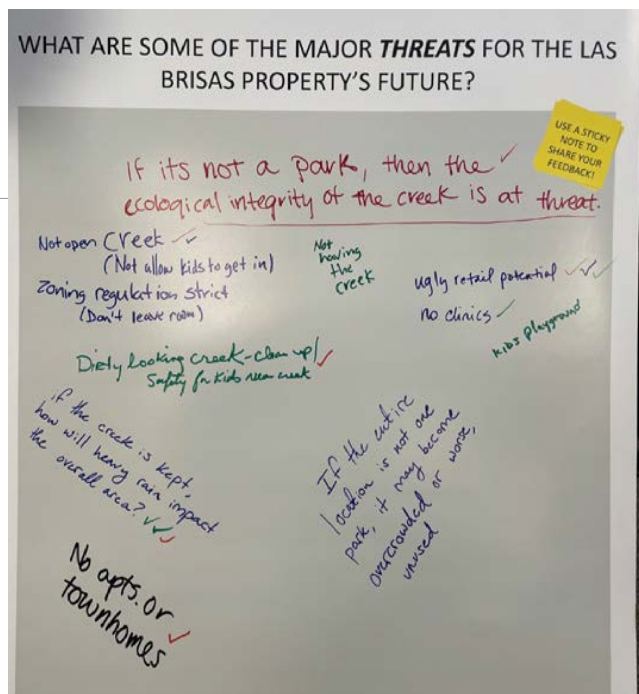 WHAT ARE SOME OF THE MAJOR THREATS FOR THE LAS
BRISAS PROPERTY'S FUTURE?
USE A STICKY
NOTE TO
SHARE YOUR
FEEDBACK!
If its not a park, then the
ecological integrity of the creek is at threat.
Not open Creek
(Not allow kids to get in)
Zoning regulation strict
(Don't leave room)
Not
having
the
creek
ugly retail potential
no clinics
kids playground
Dirty looking creek-clean up/
Safety for kids near creek
if the creek is kept,
how will heavy rain impact
the overall area?
If the entire
location is not one
park, it may become
overcrowded or worse,
unused
No apts. or
townhomes